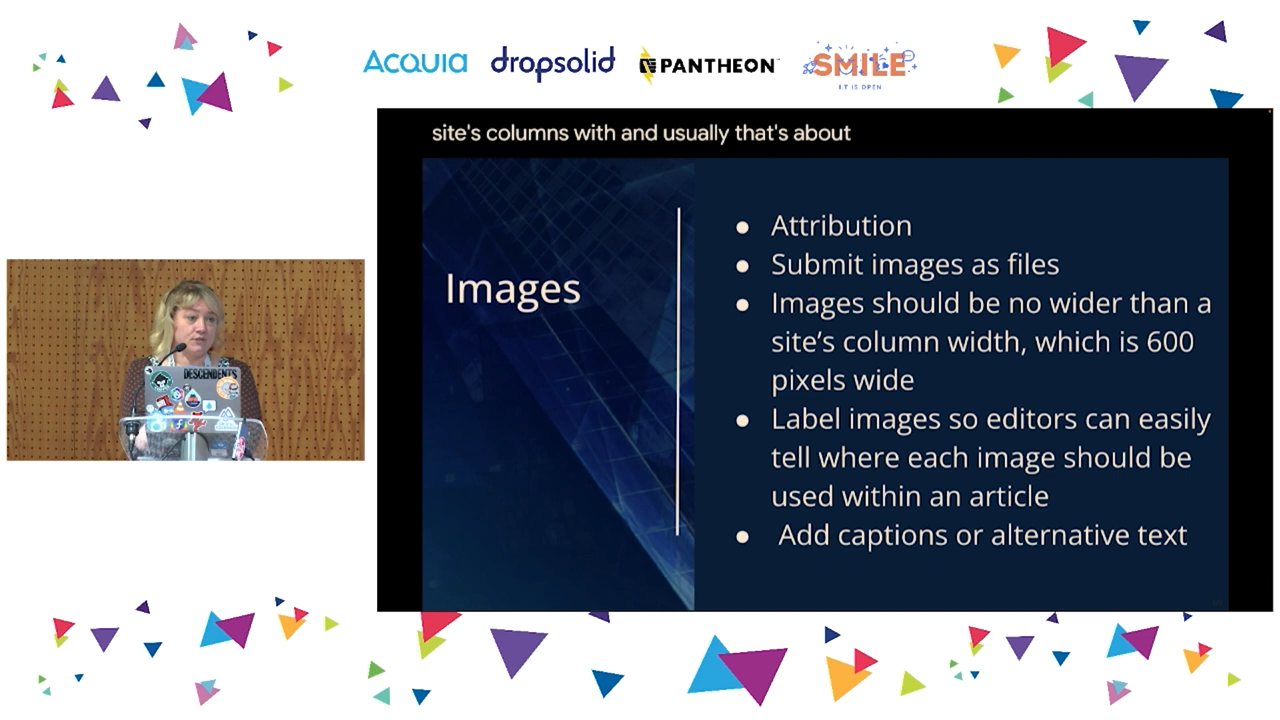 ACQUIA dropsolid PANTHEON SMILE
I.T IS OPEN
site's columns with and usually that's about
Images
● Attribution
● Submit images as files
● Images should be no wider than a
site's column width, which is 600
pixels wide
● Label images so editors can easily
tell where each image should be
used within an article
● Add captions or alternative text
DESCENDENTS